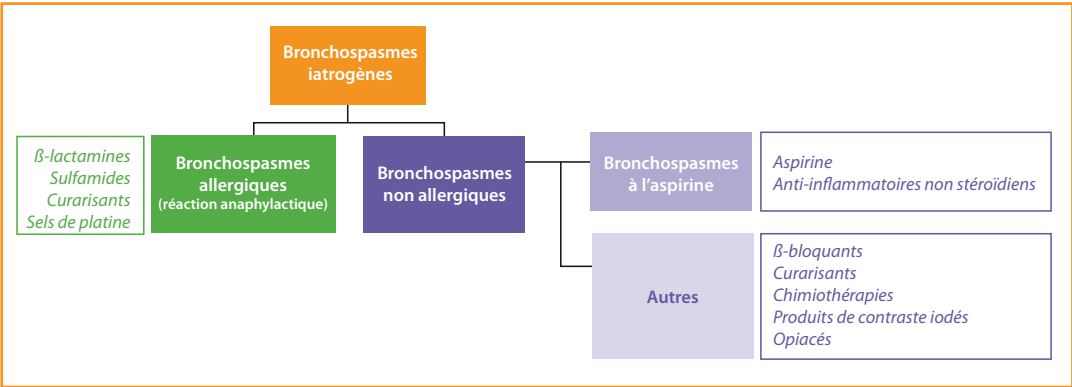 Bronchospasmes
iatrogènes
ß-lactamines
Sulfamides
Curarisants
Sels de platine
Bronchospasmes
allergiques
(réaction anaphylactique)
Bronchospasmes
non allergiques
Bronchospasmes
à l’aspirine
Aspirine
Anti-inflammatoires non stéroïdiens
Autres
ß-bloquants
Curarisants
Chimiothérapies
Produits de contraste iodés
Opiacés